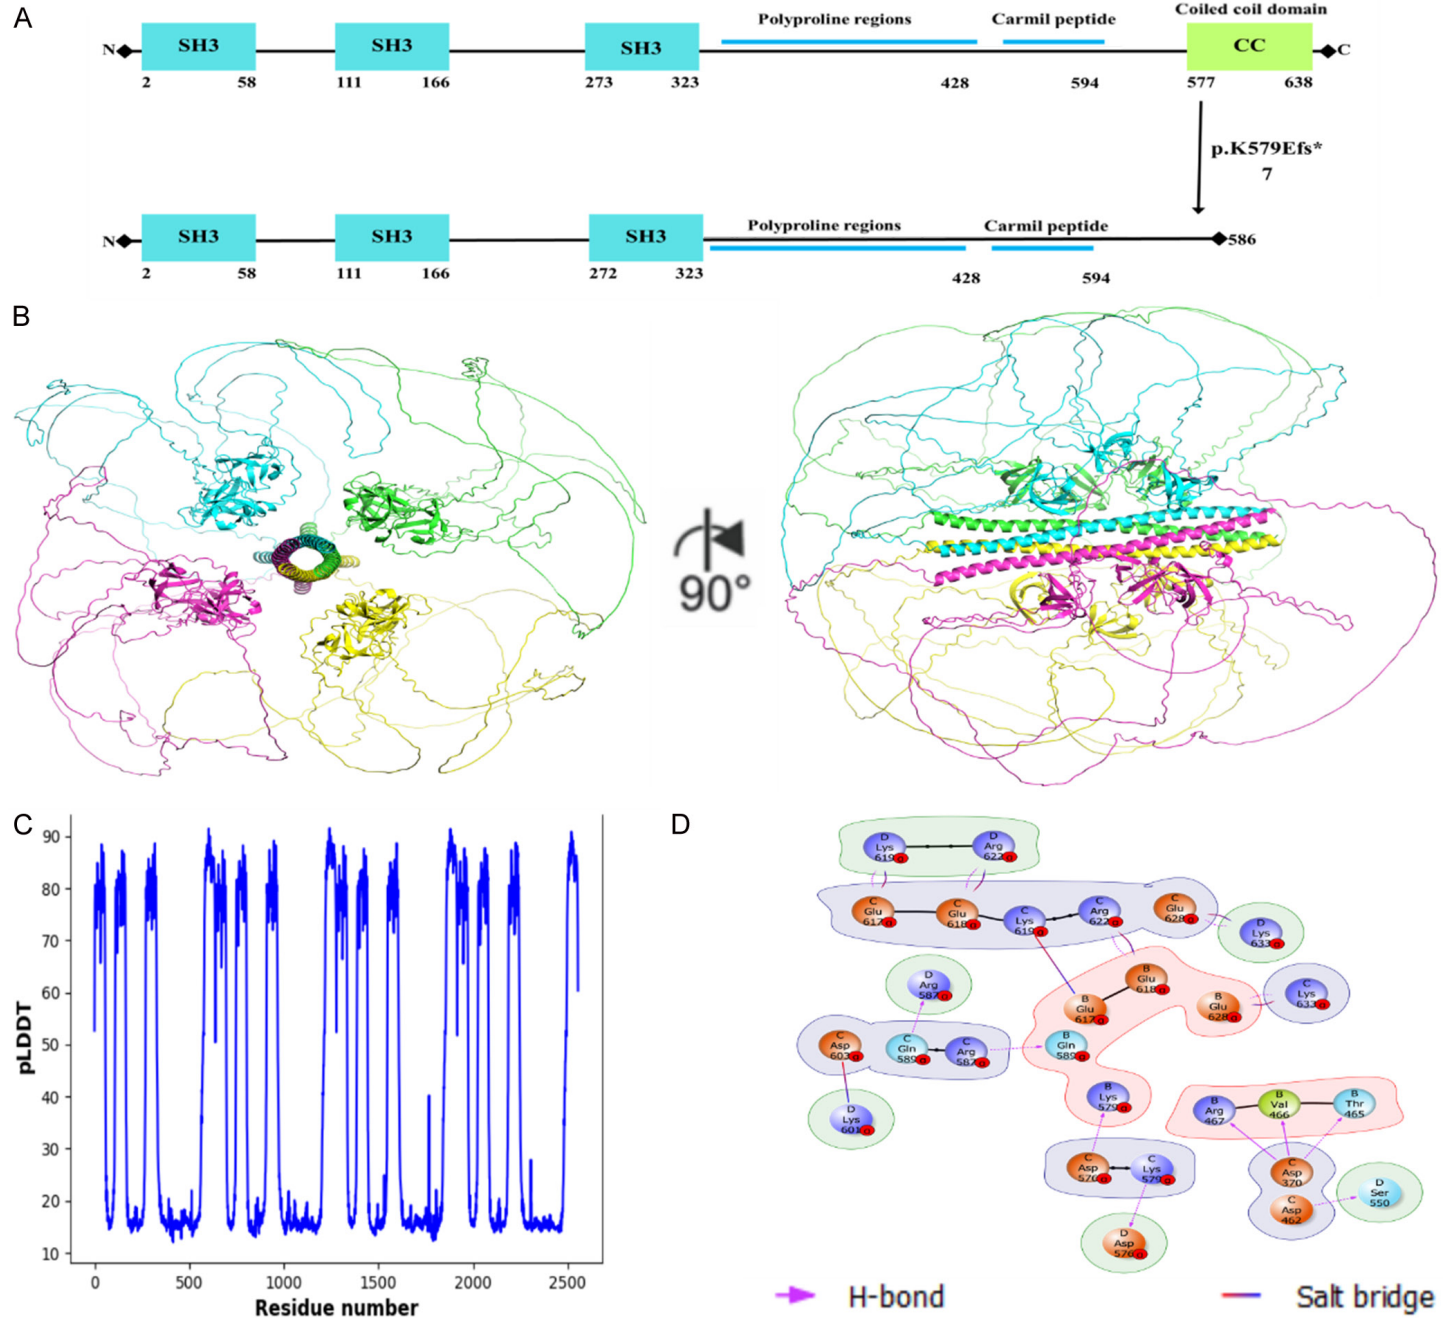 A
Polyproline regions
Carmil peptide
Coiled coil domain
N
SH3
SH3
SH3
CC
C
2
58
111
166
273
323
428
594
577
638
p.K579Efs*
7
N
SH3
SH3
SH3
Polyproline regions
Carmil peptide
586
2
58
111
166
272
323
428
594
B
90°
C
pLDDT
90
80
70
60
50
40
30
20
10
0
500
1000
1500
2000
2500
Residue number
D
D
Lys
619
D
Arg
622
C
Glu
617
C
Glu
618
C
Lys
619
C
Arg
622
C
Glu
628
D
Lys
633
D
Arg
587
B
Glu
618
B
Glu
617
B
Glu
628
C
Lys
633
C
Asp
603
C
Gln
589
C
Arg
587
B
Gln
589
D
Lys
601
B
Lys
579
B
Arg
467
B
Val
466
B
Thr
465
C
Asp
576
C
Lys
579
C
Asp
370
D
Ser
550
C
Asp
462
D
Asp
576
H-bond
Salt bridge